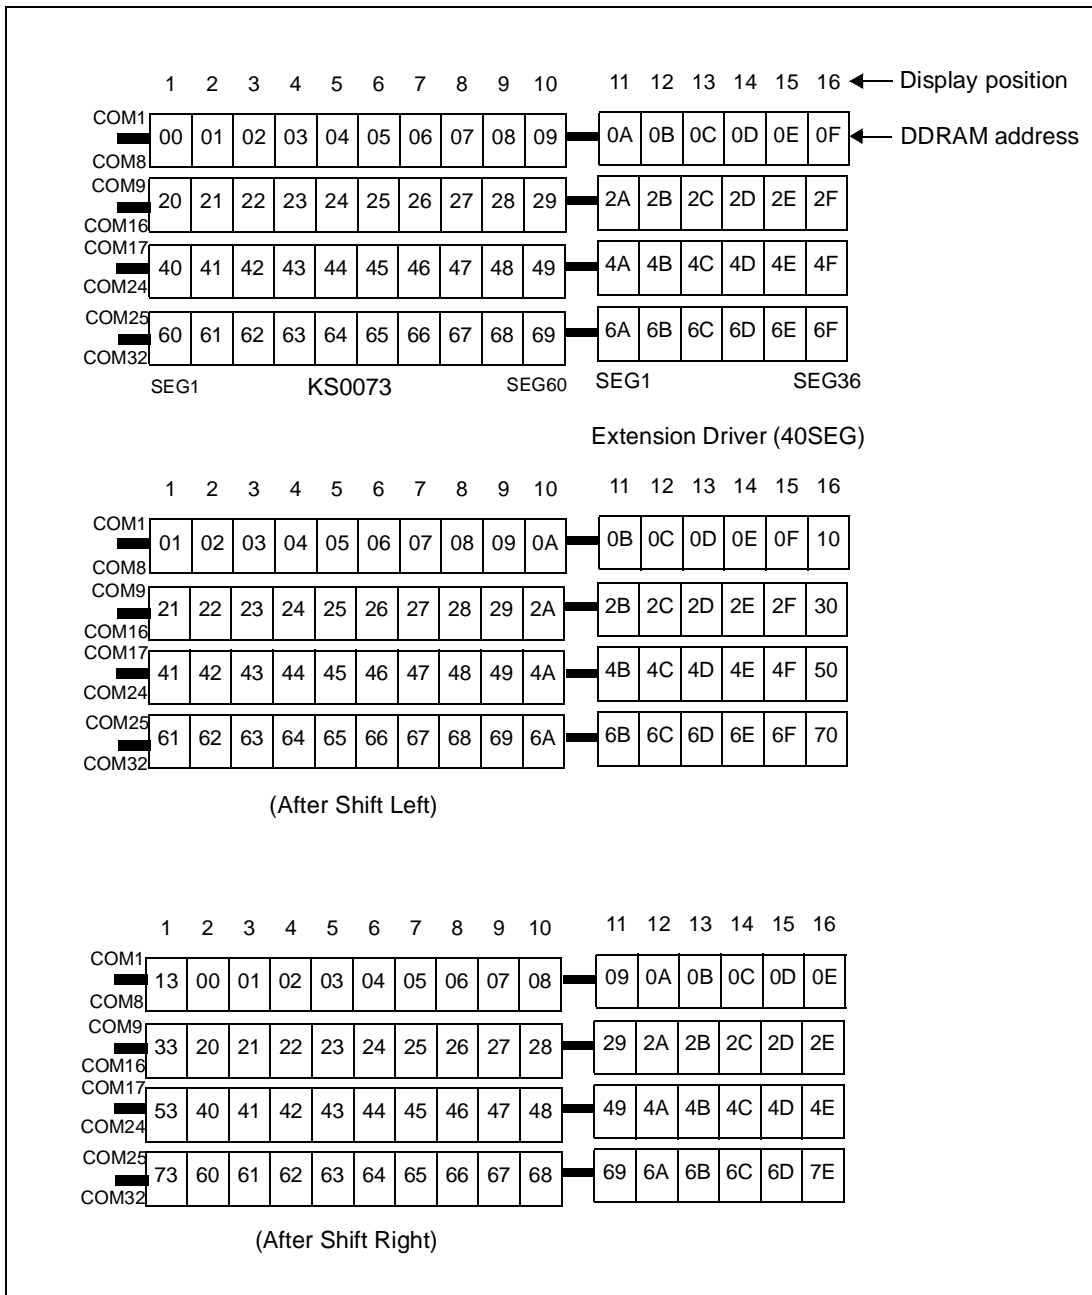 1 2 3 4 5 6 7 8 9 10 11 12 13 14 15 16 Display position
COM1
00 01 02 03 04 05 06 07 08 09 0A 0B 0C 0D 0E 0F DDRAM address
COM8
COM9
20 21 22 23 24 25 26 27 28 29 2A 2B 2C 2D 2E 2F
COM16
COM17
40 41 42 43 44 45 46 47 48 49 4A 4B 4C 4D 4E 4F
COM24
COM25
60 61 62 63 64 65 66 67 68 69 6A 6B 6C 6D 6E 6F
COM32
SEG1 KS0073 SEG60 SEG1 SEG36
Extension Driver (40SEG)
1 2 3 4 5 6 7 8 9 10 11 12 13 14 15 16
COM1
01 02 03 04 05 06 07 08 09 0A 0B 0C 0D 0E 0F 10
COM8
COM9
21 22 23 24 25 26 27 28 29 2A 2B 2C 2D 2E 2F 30
COM16
COM17
41 42 43 44 45 46 47 48 49 4A 4B 4C 4D 4E 4F 50
COM24
COM25
61 62 63 64 65 66 67 68 69 6A 6B 6C 6D 6E 6F 70
COM32
(After Shift Left)
1 2 3 4 5 6 7 8 9 10 11 12 13 14 15 16
COM1
13 00 01 02 03 04 05 06 07 08 09 0A 0B 0C 0D 0E
COM8
COM9
33 20 21 22 23 24 25 26 27 28 29 2A 2B 2C 2D 2E
COM16
COM17
53 40 41 42 43 44 45 46 47 48 49 4A 4B 4C 4D 4E
COM24
COM25
73 60 61 62 63 64 65 66 67 68 69 6A 6B 6C 6D 7E
COM32
(After Shift Right)